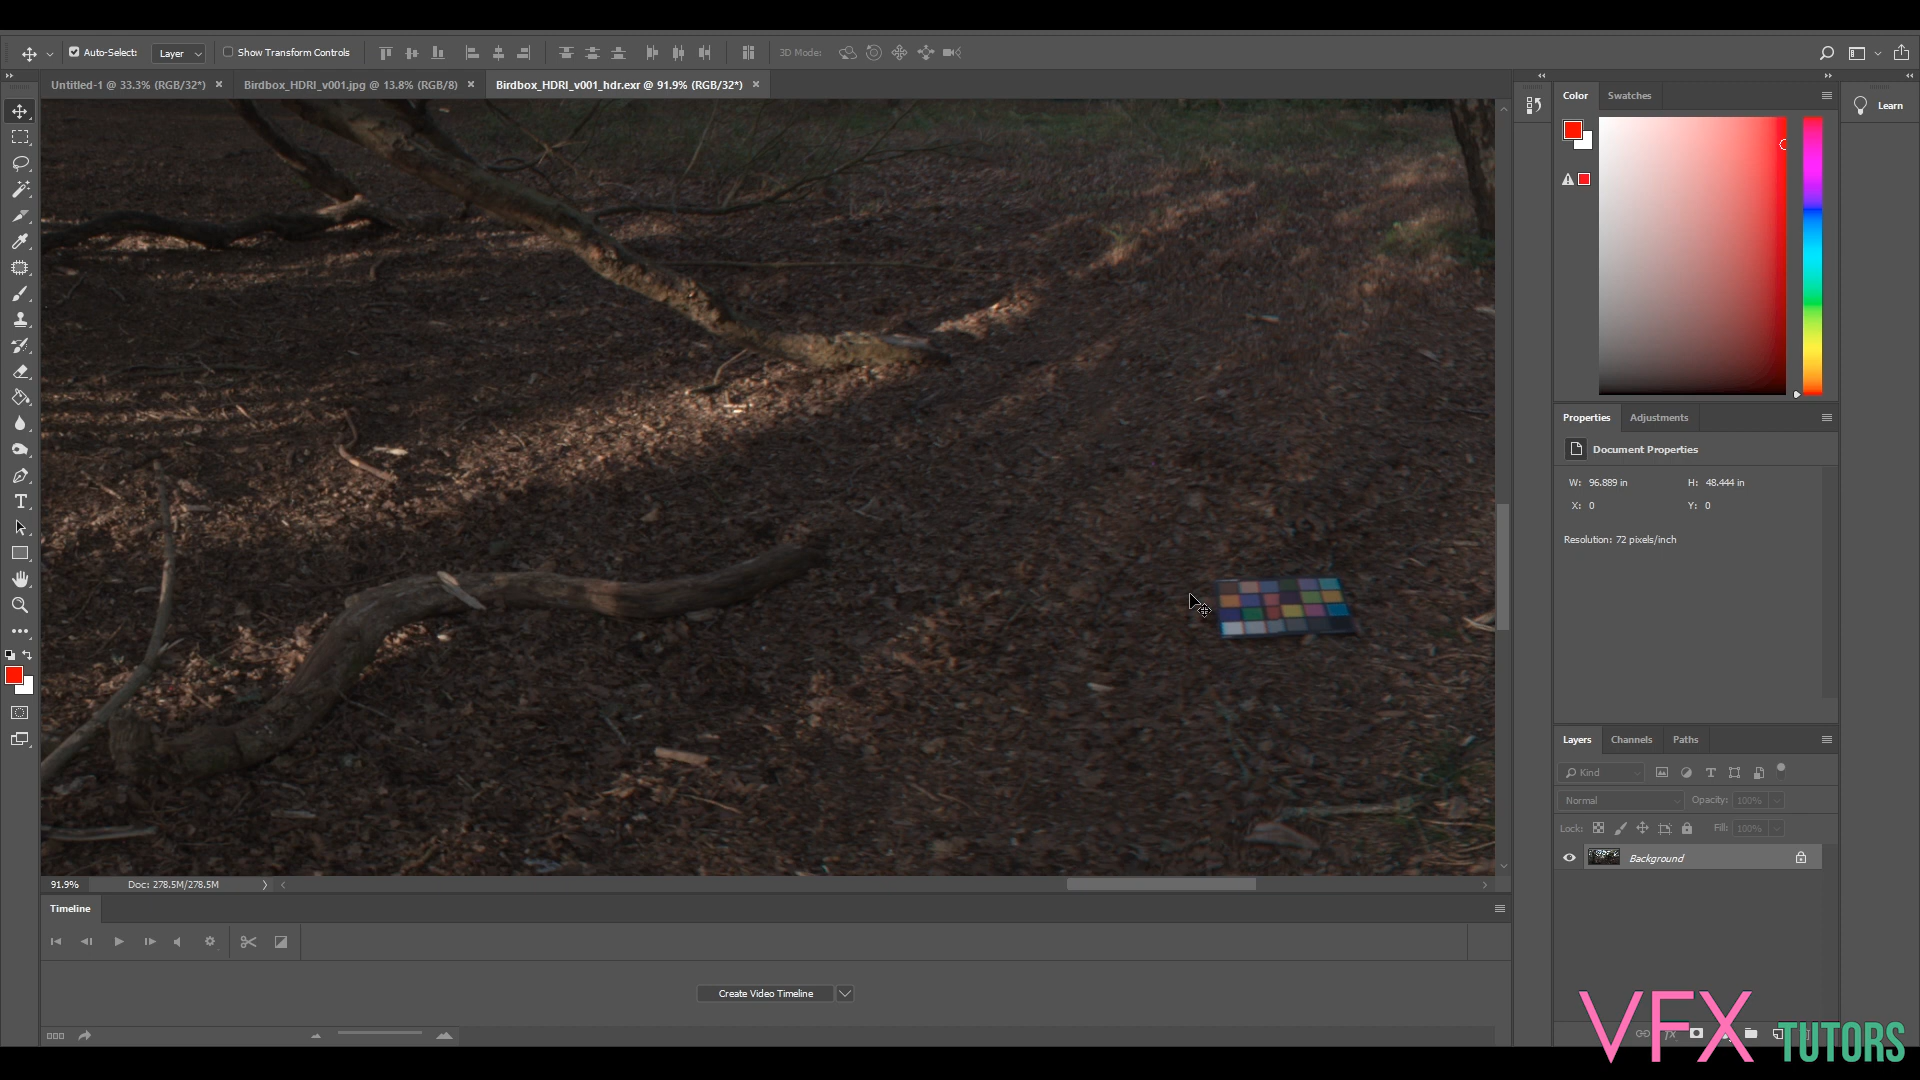 Auto-Select:
Layer
Show Transform Controls
3D Mode:
Untitled-1 @ 33.3% (RGB/32*)
Birdbox_HDRI_v001.jpg @ 13.8% (RGB/8)
Birdbox_HDRI_v001_hdr.exr @ 91.9% (RGB/32*)
Color
Swatches
Learn
Properties
Adjustments
Document Properties
W: 96.889 in
H: 48.444 in
X: 0
Y: 0
Resolution: 72 pixels/inch
Layers
Channels
Paths
Kind
Normal
Opacity: 100%
Lock:
Fill: 100%
Background
91.9%
Doc: 278.5M/278.5M
Timeline
Create Video Timeline
fx
VFX TUTORS